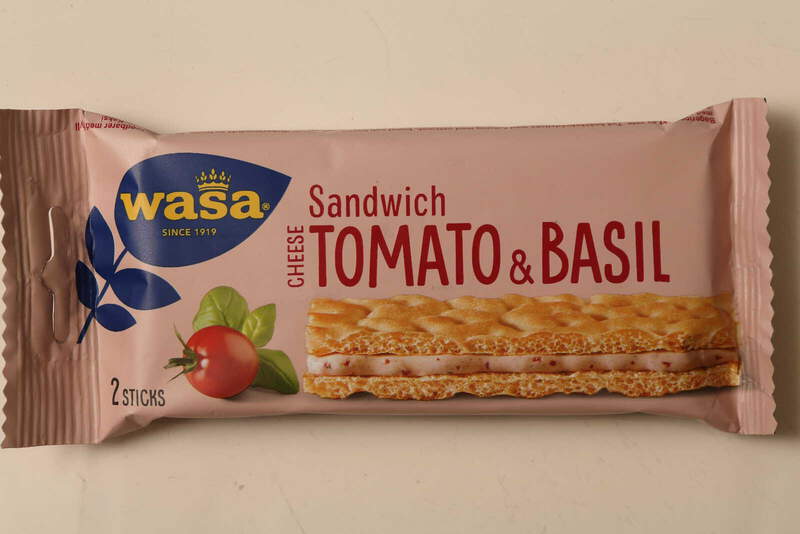 wasa®
SINCE 1919
Sandwich
CHEESE
TOMATO & BASIL
2 STICKS